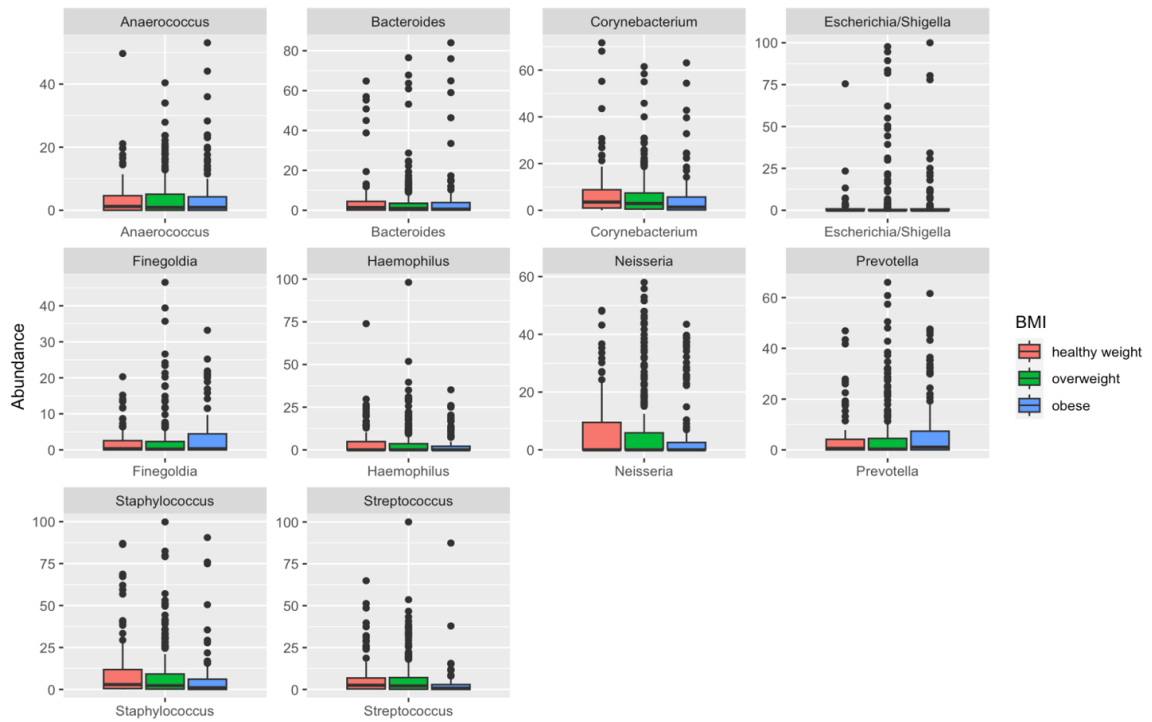 Anaerococcus
Bacteroides
Corynebacterium
Escherichia/Shigella
40
20
0
80
60
40
20
0
60
40
20
0
100
75
50
25
0
Anaerococcus
Bacteroides
Corynebacterium
Escherichia/Shigella
Finegoldia
Haemophilus
Neisseria
Prevotella
Abundance
40
30
20
10
0
100
75
50
25
0
60
40
20
0
60
40
20
0
Finegoldia
Haemophilus
Neisseria
Prevotella
BMI
healthy weight
overweight
obese
Staphylococcus
Streptococcus
100
75
50
25
0
100
75
50
25
0
Staphylococcus
Streptococcus